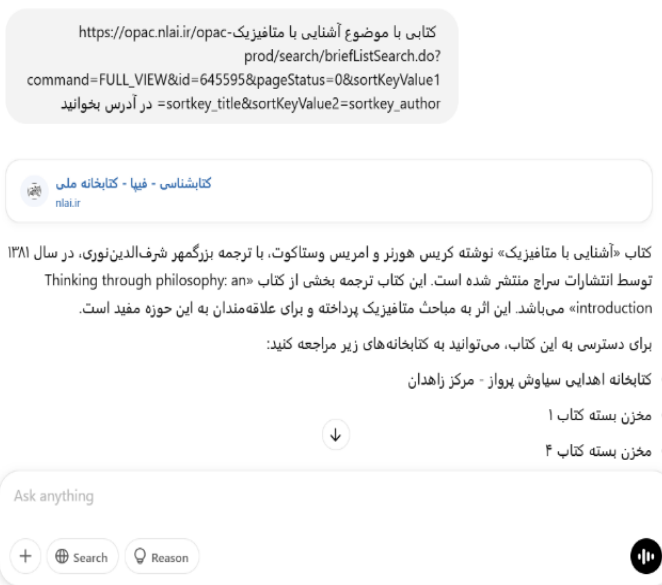 کتابی با موضوع آشنایی با متافیزیک-https://opac.nlai.ir/opac
prod/search/briefListSearch.do?
command=FULL_VIEW&id=645595&pageStatus=0&sortKeyValue1
=sortkey_title&sortKeyValue2=sortkey_author در آدرس بخوانید
کتابشناسی - فیپا - کتابخانه ملی
nlai.ir
کتاب «آشنایی با متافیزیک» نوشته کریس هورنر و امریس وستاکوت، با ترجمه بزرگمهر شرف‌الدین‌نوری، در سال ۱۳۸۱
توسط انتشارات سراج منتشر شده است. این کتاب ترجمه بخشی از کتاب «Thinking through philosophy: an
introduction» می‌باشد. این اثر به مباحث متافیزیک پرداخته و برای علاقه‌مندان به این حوزه مفید است.
برای دسترسی به این کتاب، می‌توانید به کتابخانه‌های زیر مراجعه کنید:
کتابخانه اهدایی سیاوش پرواز - مرکز زاهدان
مخزن بسته کتاب ۱
مخزن بسته کتاب ۴
Ask anything
Search
Reason